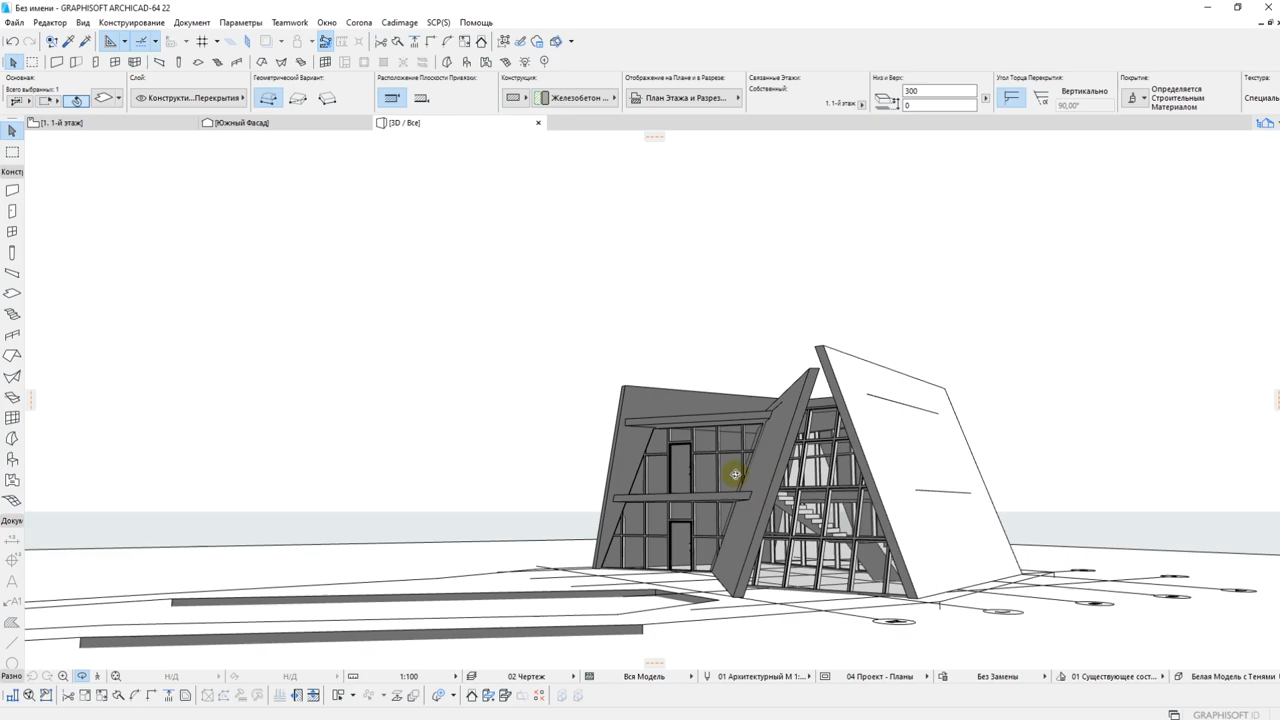 Без имени - GRAPHISOFT ARCHICAD-64 22
Файл Редактор Вид Конструирование Документ Параметры Teamwork Окно Corona Cadimage SCP(S) Помощь
Основная: Слой: Геометрический Вариант: Расположение Плоскости Привязки: Конструкция: Отображение на Плане и в Разрезе: Связанные Этажи: Низ и Верх: Угол Торца Перекрытия: Покрытие: Текстура:
Всего выбранных: 1 Конструкти...Перекрытия Железобетон ... План Этажа и Разрез... Собственный: 1. 1-й этаж 300 0 Вертикально 90,00° Определяется Строительным Материалом Специаль
[1. 1-й этаж] [Южный Фасад] [3D / Все]
Констр
Докум
Разно Н/Д Н/Д 1:100 02 Чертеж Вся Модель 01 Архитектурный М 1:... 04 Проект - Планы Без Замены 01 Существующее сост... Белая Модель с Тенями
GRAPHISOFT ID